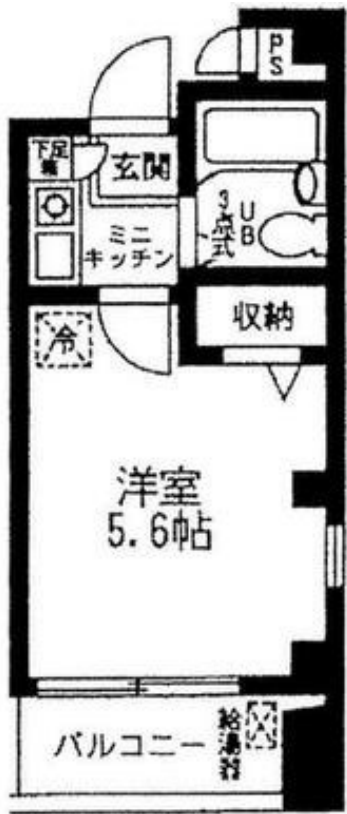 PS
下足箱
玄関
ミニ
キッチン
3点式
UB
収納
冷
洋室
5.6帖
バルコニー
給湯器